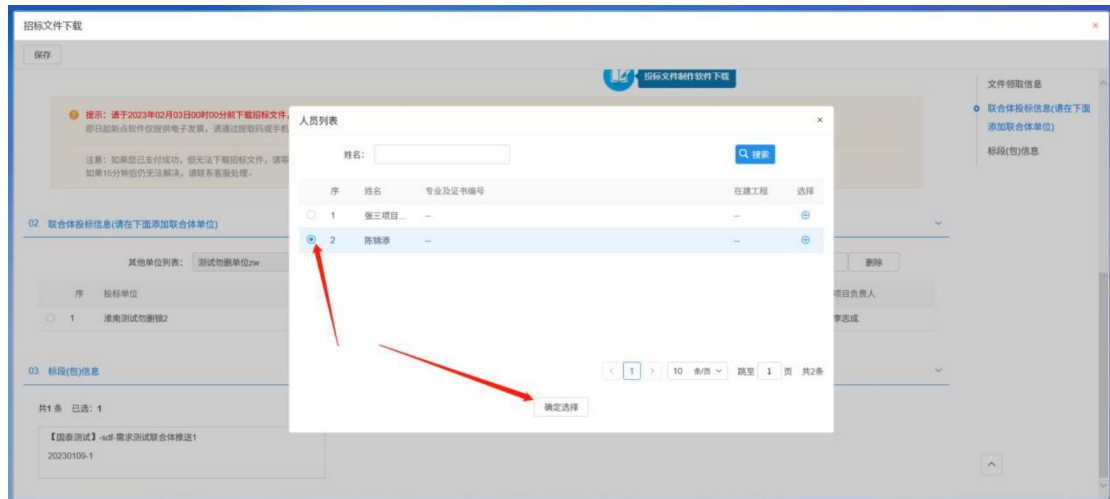 招标文件下载
×
保存
投标文件制作软件下载
文件领取信息
提示：请于2023年02月03日00时00分前下载招标文件，
即日起新点软件仅提供电子发票，请通过提取码或手机
联合体投标信息(请在下面
添加联合体单位)
标段(包)信息
注意：如果您已支付成功，但无法下载招标文件，请等
如果15分钟后仍无法解决，请联系客服处理。
人员列表 ×
姓名： 搜索
序 姓名 专业及证书编号 在建工程 选择
1 张三项目... -- --
2 陈锦添 -- --
02 联合体投标信息(请在下面添加联合体单位)
其他单位列表： 测试勿删单位zw 删除
序 投标单位 项目负责人
1 淮南测试勿删锁2 李志成
< 1 > 10 条/页 跳至 1 页 共2条
确定选择
03 标段(包)信息
共1 条 已选：1
【国泰测试】-sdf-需求测试联合体推送1
20230109-1